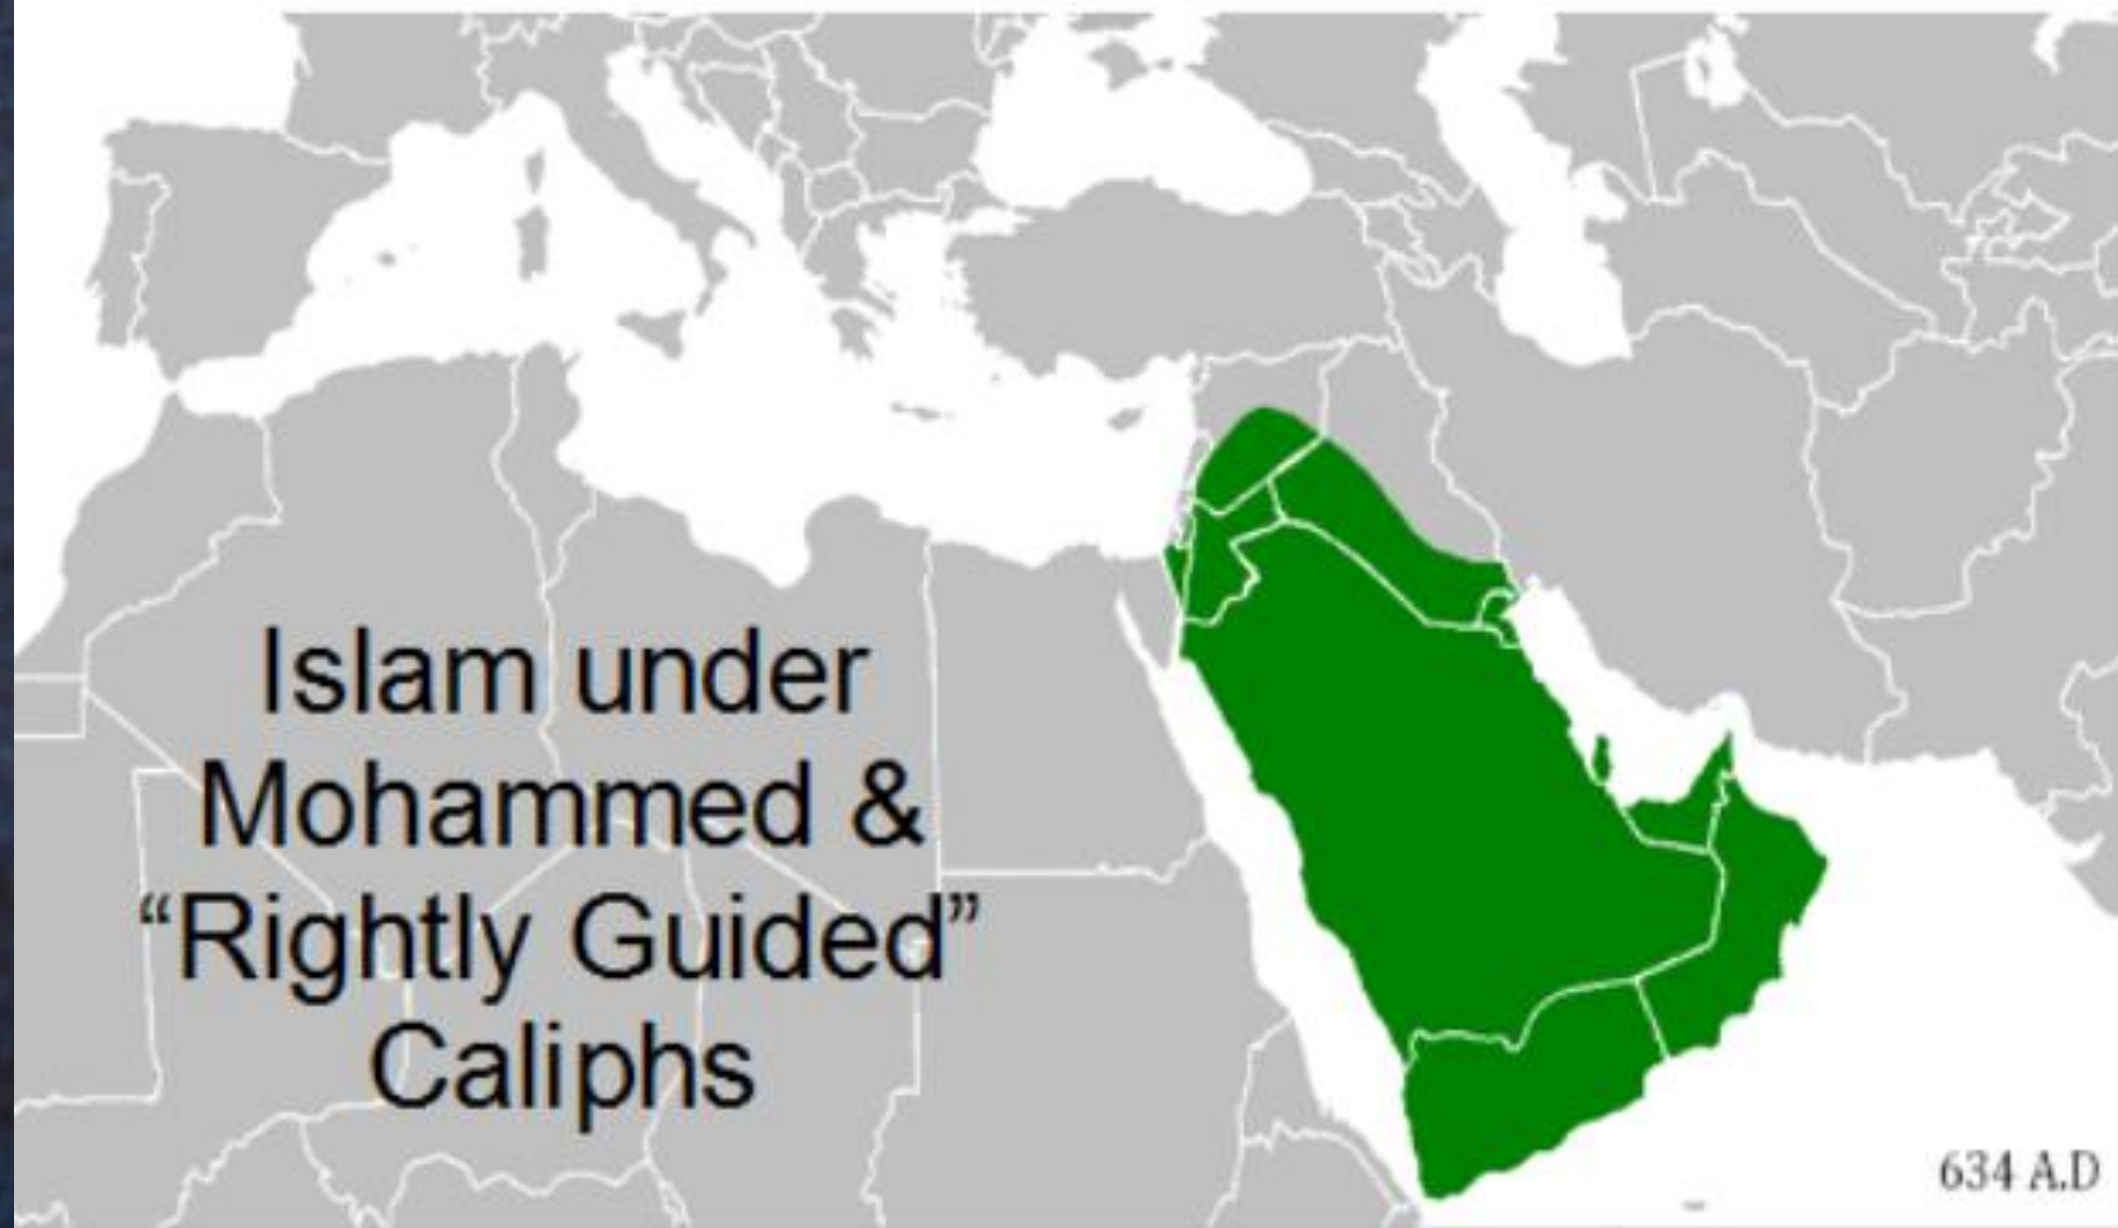 Islam under
Mohammed &
“Rightly Guided”
Caliphs
634 A.D